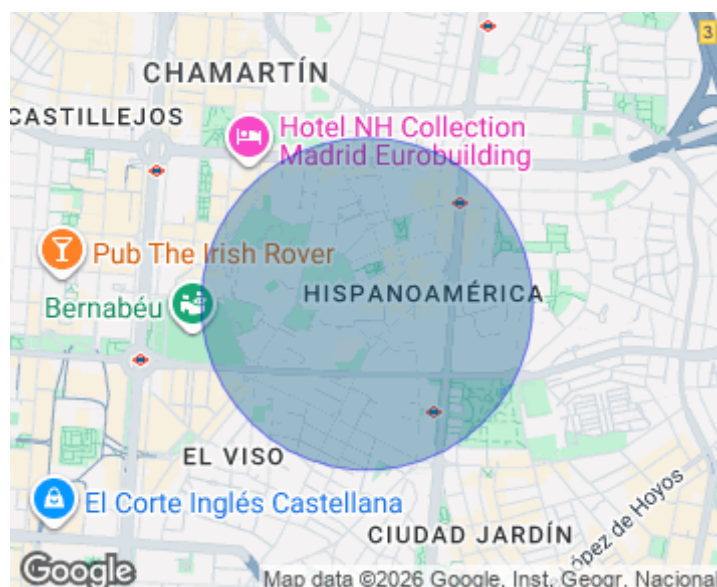 CHAMARTÍN
3
CASTILLEJOS
Hotel NH Collection
Madrid Eurobuilding
Pub The Irish Rover
HISPANOAMÉRICA
Bernabéu
EL VISO
El Corte Inglés Castellana
López de Hoyos
CIUDAD JARDÍN
Google
Map data ©2026 Google, Inst. Geogr. Nacional